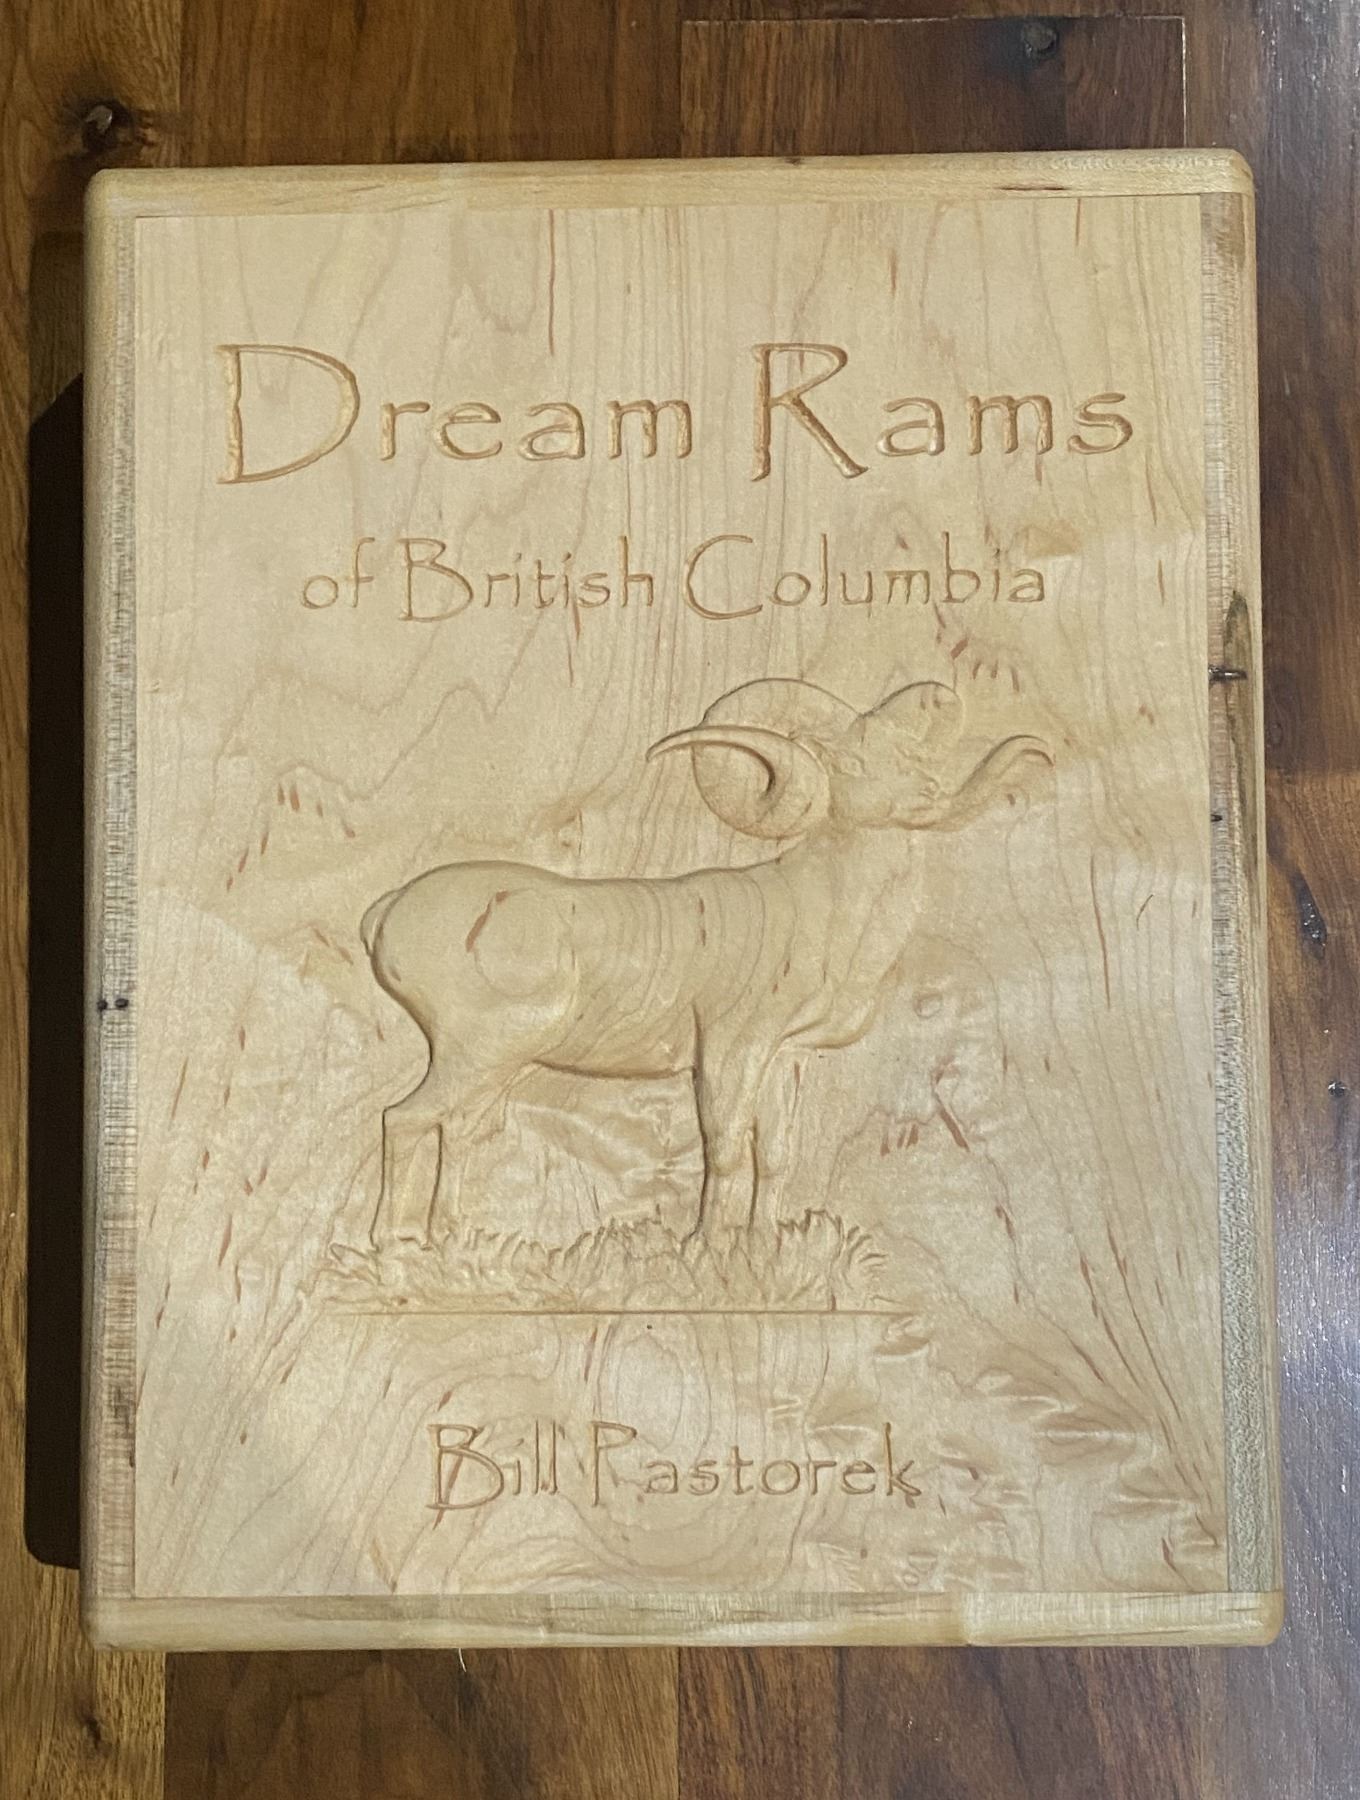 Dream Rams
of British Columbia
Bill Pastorek